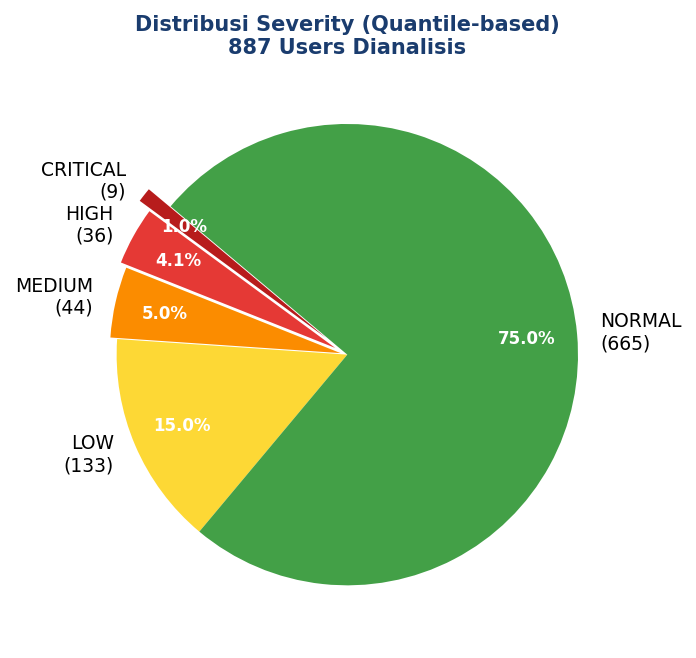 Distribusi Severity (Quantile-based)
887 Users Dianalisis
CRITICAL
(9)
1.0%
HIGH
(36)
4.1%
MEDIUM
(44)
5.0%
NORMAL
(665)
75.0%
LOW
(133)
15.0%